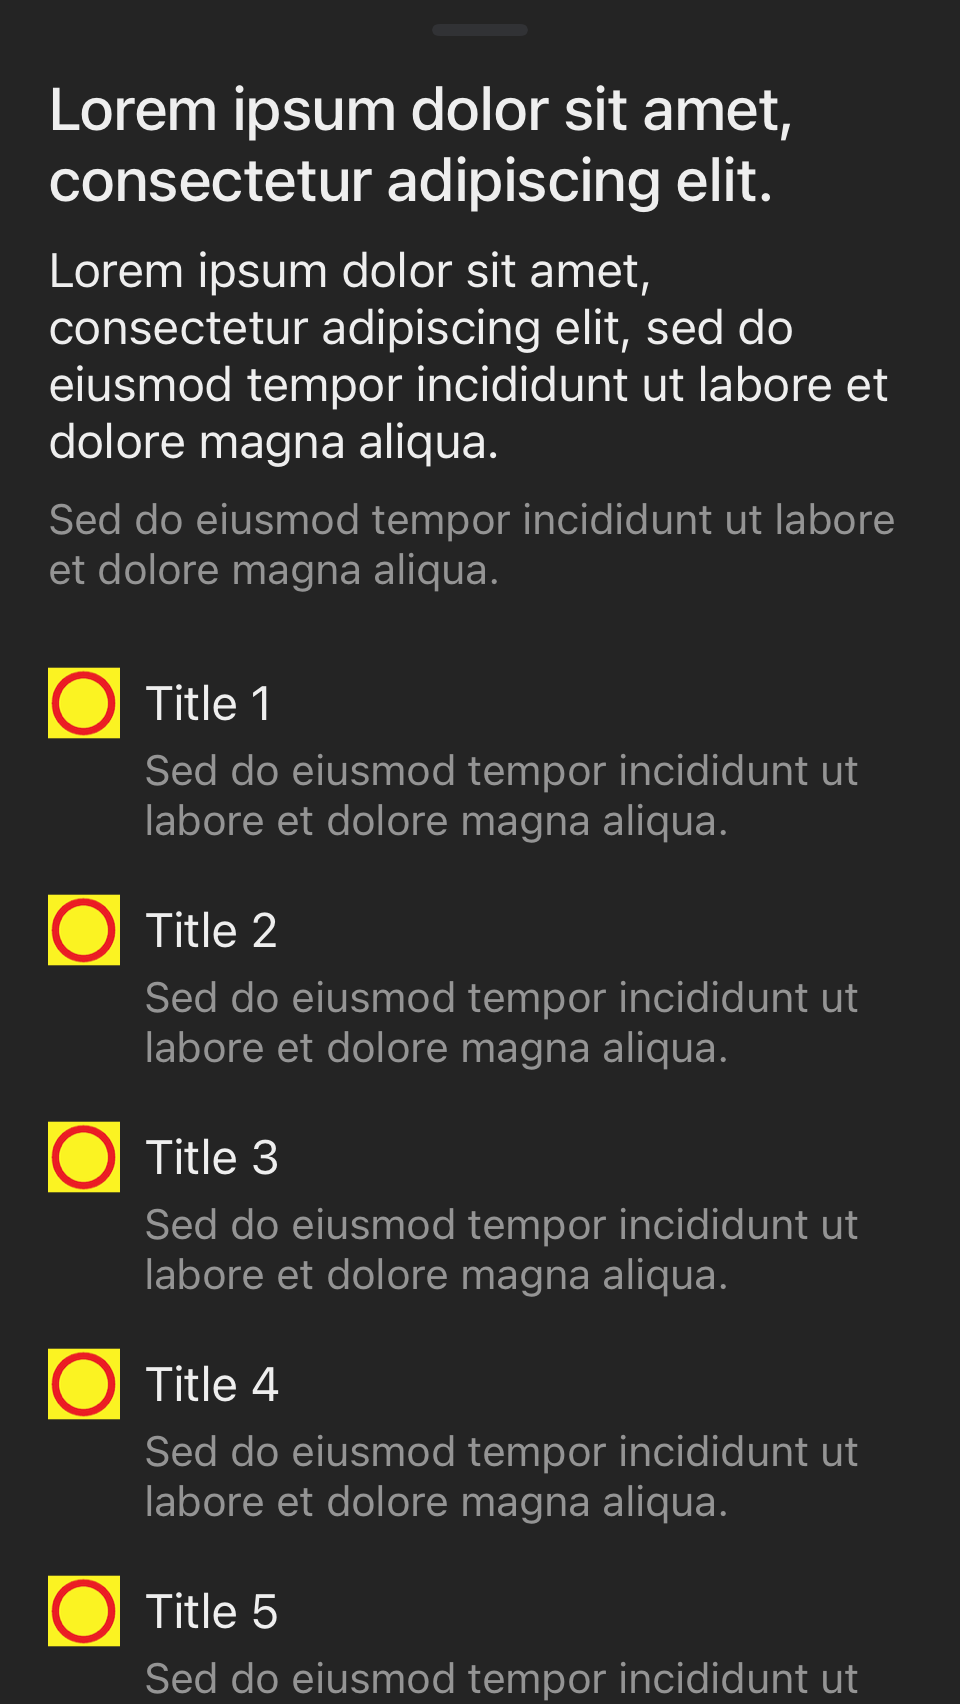 Lorem ipsum dolor sit amet,
consectetur adipiscing elit.
Lorem ipsum dolor sit amet,
consectetur adipiscing elit, sed do
eiusmod tempor incididunt ut labore et
dolore magna aliqua.
Sed do eiusmod tempor incididunt ut labore
et dolore magna aliqua.
Title 1
Sed do eiusmod tempor incididunt ut
labore et dolore magna aliqua.
Title 2
Sed do eiusmod tempor incididunt ut
labore et dolore magna aliqua.
Title 3
Sed do eiusmod tempor incididunt ut
labore et dolore magna aliqua.
Title 4
Sed do eiusmod tempor incididunt ut
labore et dolore magna aliqua.
Title 5
Sed do eiusmod tempor incididunt ut